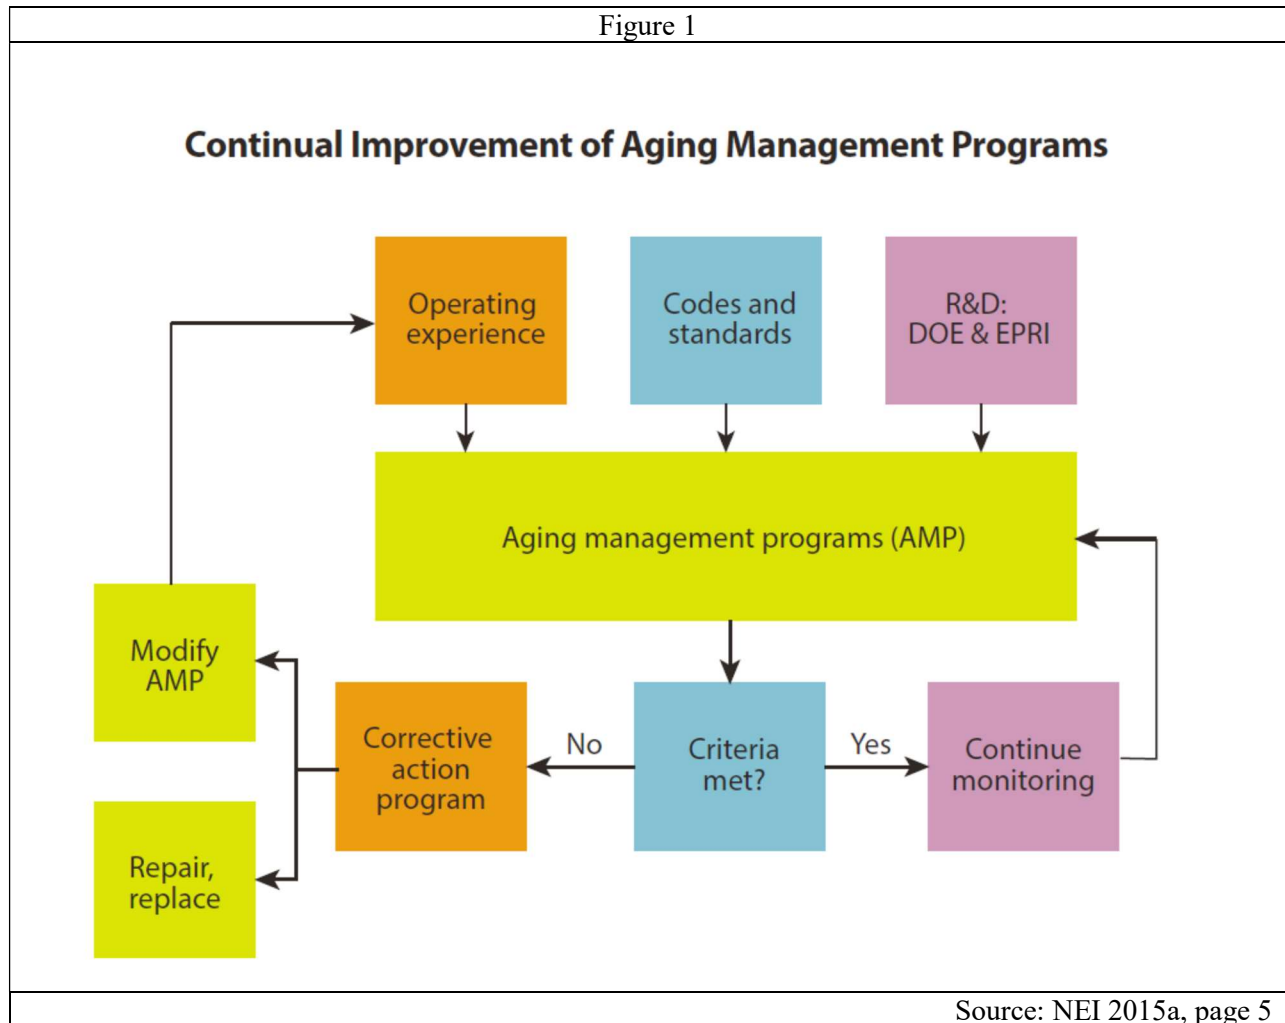 Figure 1
Continual Improvement of Aging Management Programs
Operating
experience
Codes and
standards
R&D:
DOE & EPRI
Aging management programs (AMP)
Modify
AMP
Corrective
action
program
No
Criteria
met?
Yes
Continue
monitoring
Repair,
replace
Source: NEI 2015a, page 5